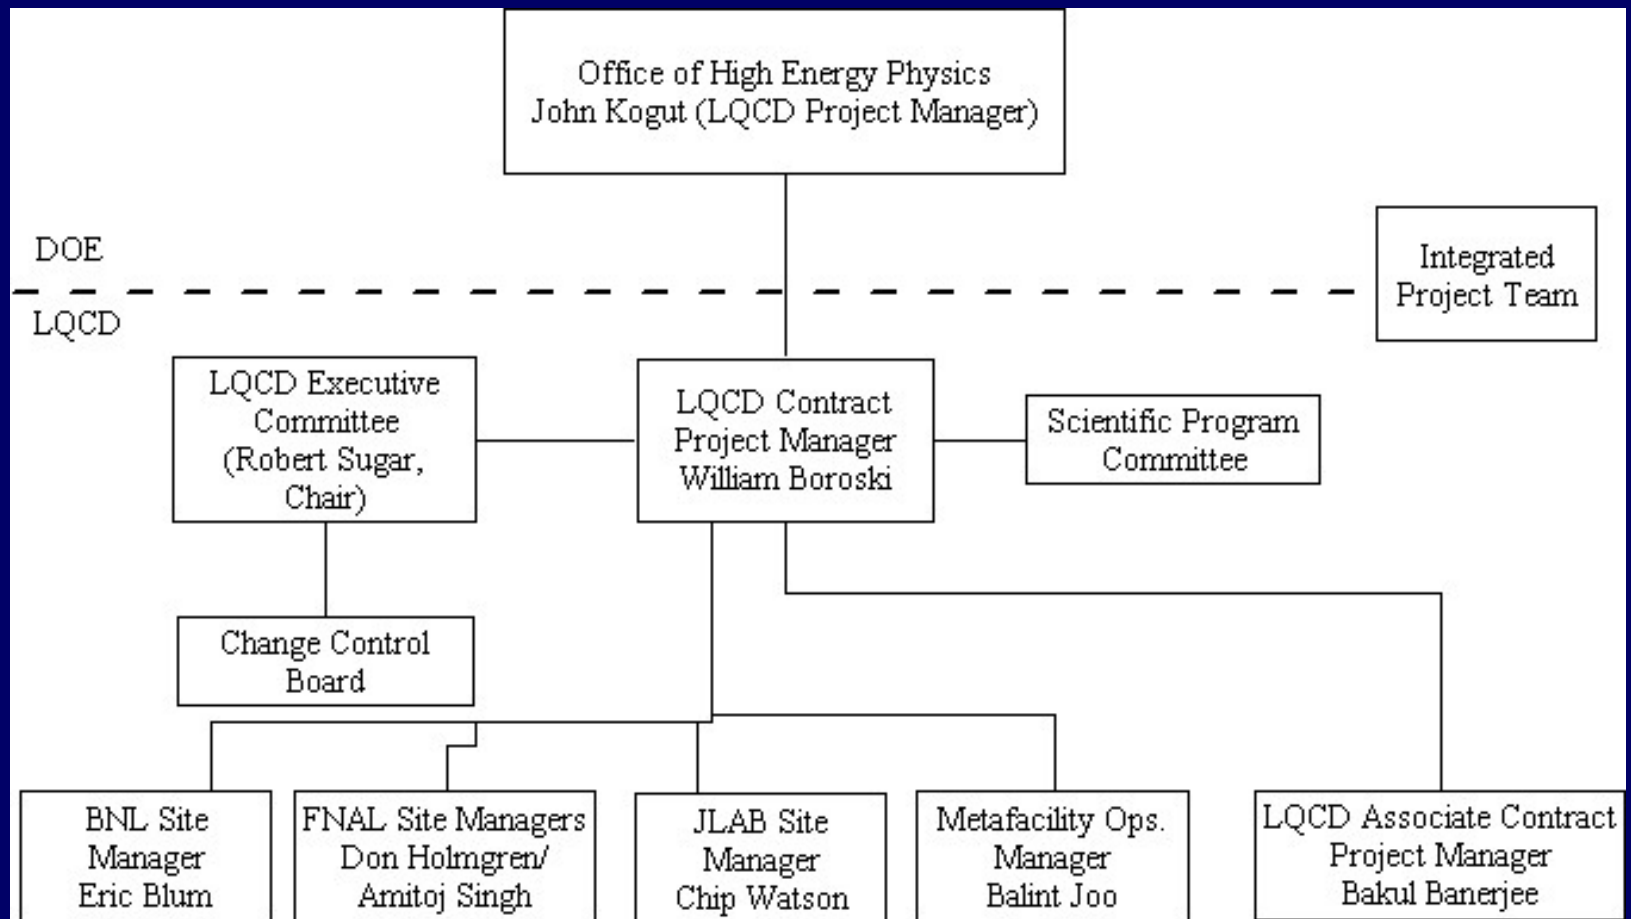 Office of High Energy Physics
John Kogut (LQCD Project Manager)
DOE
Integrated
Project Team
LQCD
LQCD Executive
Committee
(Robert Sugar,
Chair)
LQCD Contract
Project Manager
William Boroski
Scientific Program
Committee
Change Control
Board
BNL Site
Manager
Eric Blum
FNAL Site Managers
Don Holmgren/
Amitoj Singh
JLAB Site
Manager
Chip Watson
Metafacility Ops.
Manager
Balint Joo
LQCD Associate Contract
Project Manager
Bakul Banerjee